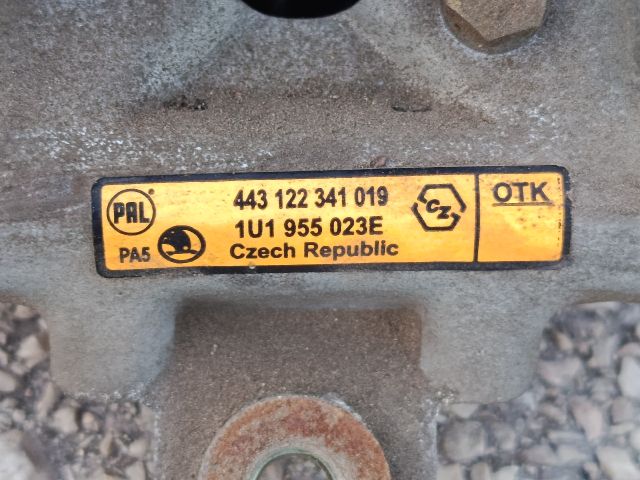 PAL
PA5
443 122 341 019
1U1 955 023E
Czech Republic
CZ
OTK